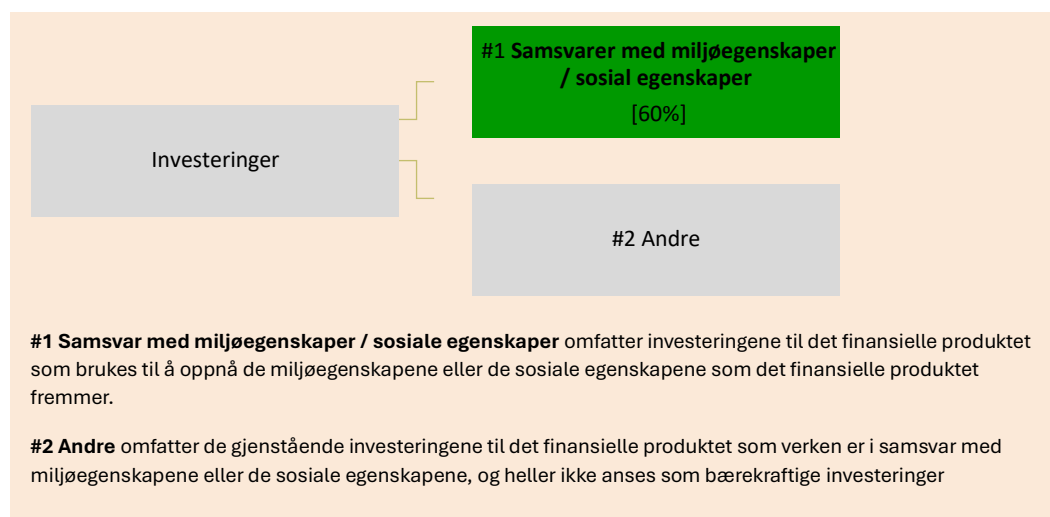 #1 Samsvarer med miljøegenskaper
/ sosial egenskaper
[60%]
Investeringer
#2 Andre
#1 Samsvar med miljøegenskaper / sosiale egenskaper omfatter investeringene til det finansielle produktet
som brukes til å oppnå de miljøegenskapene eller de sosiale egenskapene som det finansielle produktet
fremmer.
#2 Andre omfatter de gjenstående investeringene til det finansielle produktet som verken er i samsvar med
miljøegenskapene eller de sosiale egenskapene, og heller ikke anses som bærekraftige investeringer